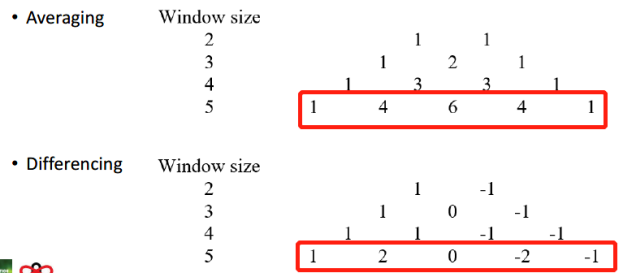 • Averaging Window size
2 1 1
3 1 2 1
4 1 3 3 1
5 1 4 6 4 1
• Differencing Window size
2 1 -1
3 1 0 -1
4 1 1 -1 -1
5 1 2 0 -2 -1